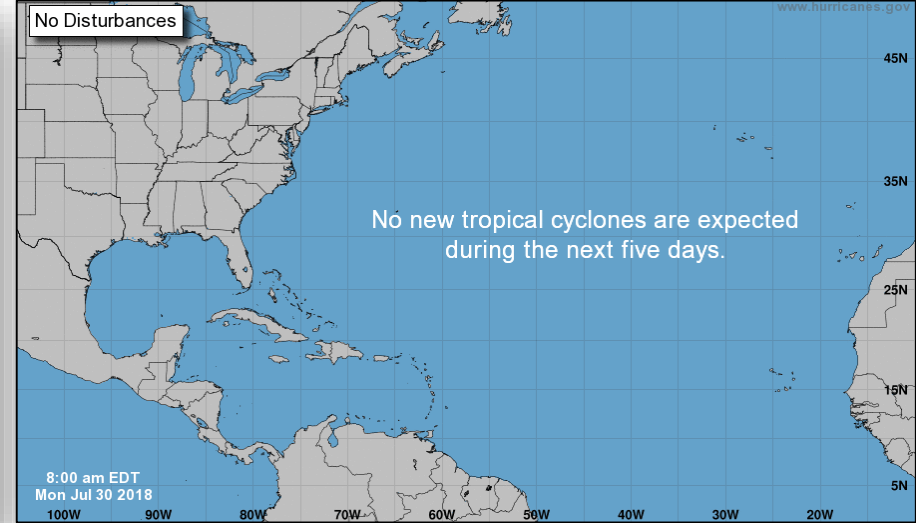 No Disturbances
www.hurricanes.gov
45N
35N
No new tropical cyclones are expected
during the next five days.
25N
15N
8:00 am EDT
Mon Jul 30 2018
5N
100W 90W 80W 70W 60W 50W 40W 30W 20W